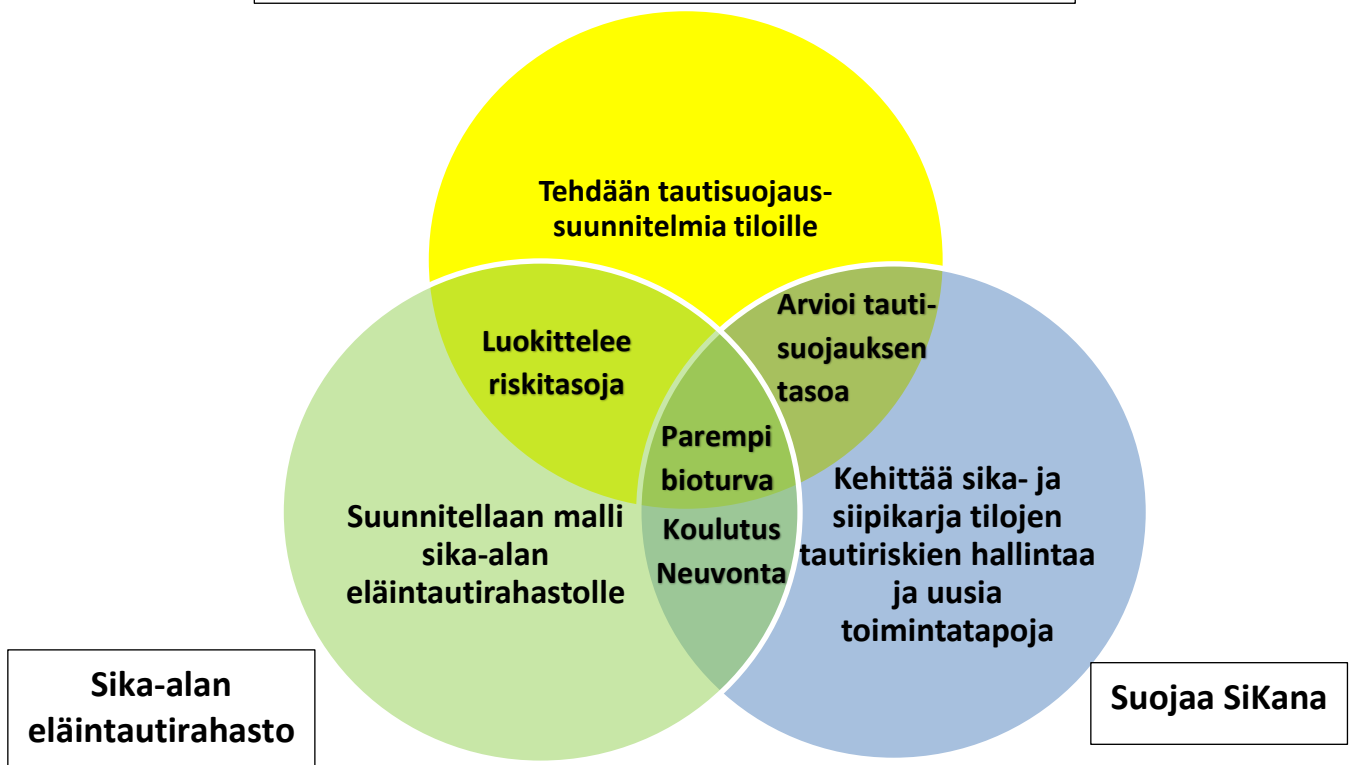 Tehdään tautisuojaus-
suunnitelmia tiloille
Luokittelee
riskitasoja
Arvioi tauti-
suojauksen
tasoa
Parempi
bioturva
Koulutus
Neuvonta
Suunnitellaan malli
sika-alan
eläintautirahastolle
Kehittää sika- ja
siipikarja tilojen
tautiriskien hallintaa
ja uusia
toimintatapoja
Sika-alan
eläintautirahasto
Suojaa SiKana